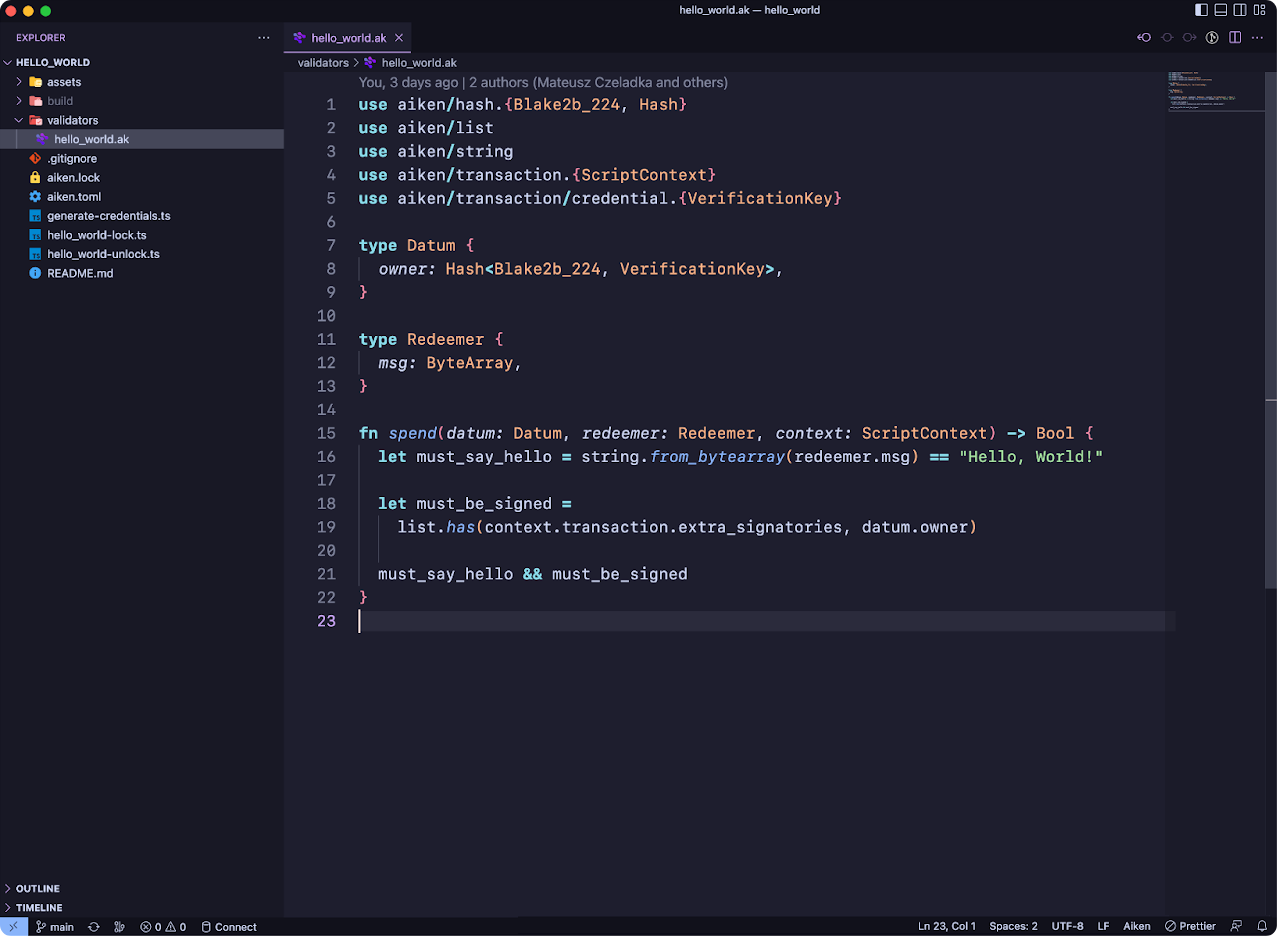 hello_world.ak — hello_world
EXPLORER
HELLO_WORLD
assets
build
validators
hello_world.ak
.gitignore
aiken.lock
aiken.toml
generate-credentials.ts
hello_world-lock.ts
hello_world-unlock.ts
README.md
OUTLINE
TIMELINE
hello_world.ak
validators > hello_world.ak
You, 3 days ago | 2 authors (Mateusz Czeladka and others)
1 use aiken/hash.{Blake2b_224, Hash}
2 use aiken/list
3 use aiken/string
4 use aiken/transaction.{ScriptContext}
5 use aiken/transaction/credential.{VerificationKey}
6
7 type Datum {
8   owner: Hash<Blake2b_224, VerificationKey>,
9 }
10
11 type Redeemer {
12   msg: ByteArray,
13 }
14
15 fn spend(datum: Datum, redeemer: Redeemer, context: ScriptContext) -> Bool {
16   let must_say_hello = string.from_bytearray(redeemer.msg) == "Hello, World!"
17
18   let must_be_signed =
19     list.has(context.transaction.extra_signatories, datum.owner)
20
21   must_say_hello && must_be_signed
22 }
23
main 0 0 Connect Ln 23, Col 1 Spaces: 2 UTF-8 LF Aiken Prettier